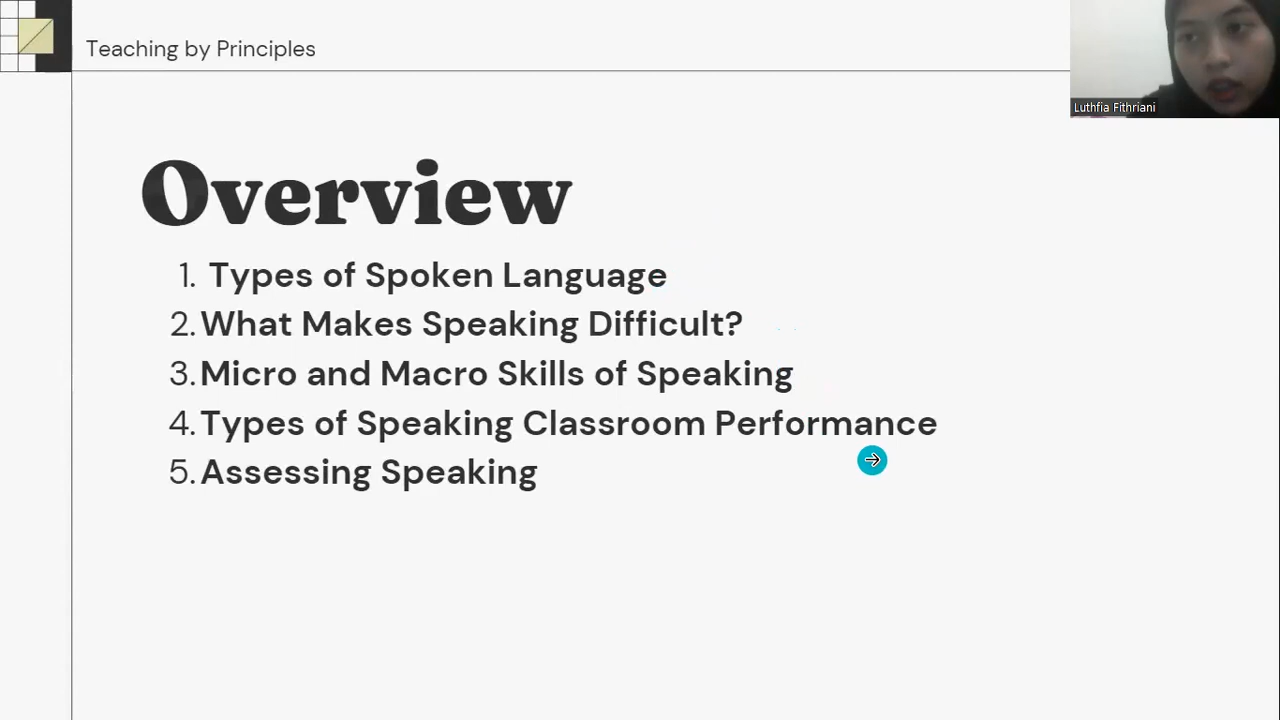 Teaching by Principles
Luthfia Fithriani
Overview
1. Types of Spoken Language
2. What Makes Speaking Difficult?
3. Micro and Macro Skills of Speaking
4. Types of Speaking Classroom Performance
5. Assessing Speaking